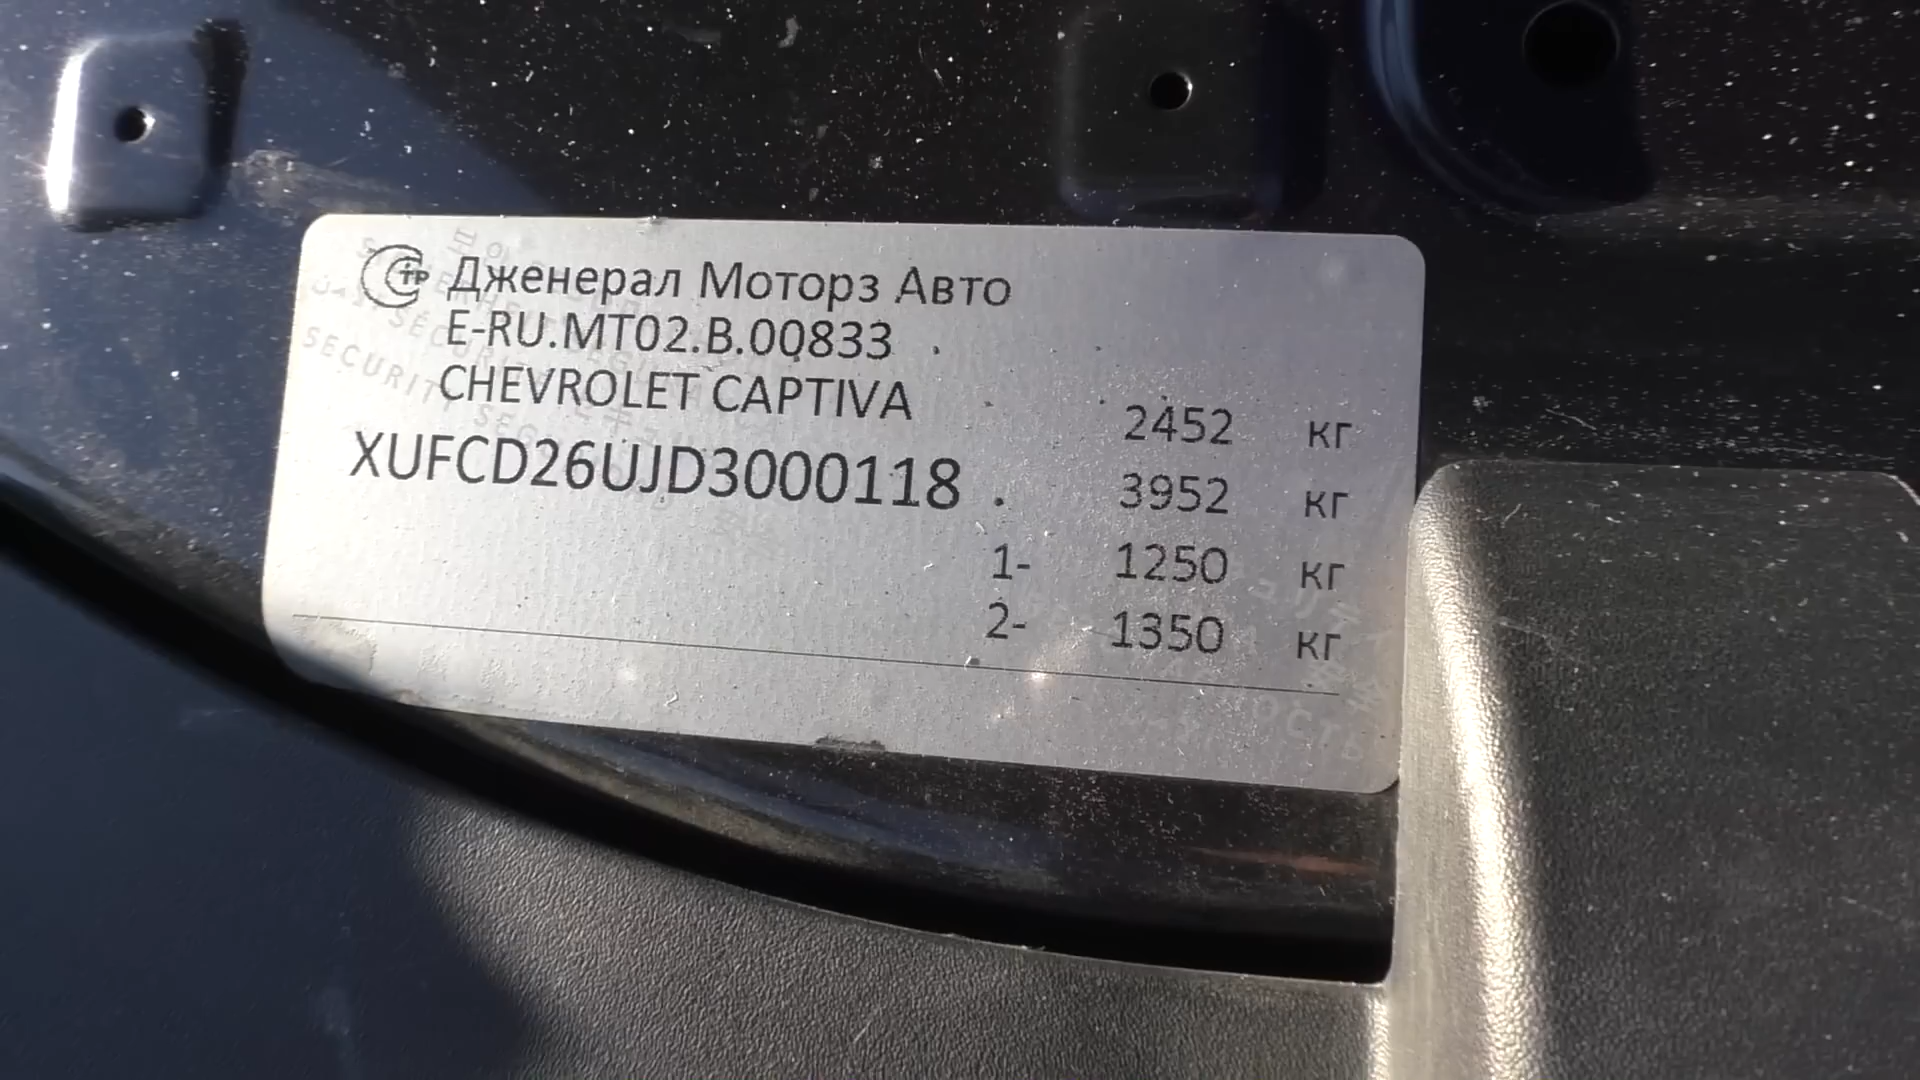 Дженерал Моторз Авто
E-RU.MT02.B.00833
CHEVROLET CAPTIVA
2452 кг
XUFCD26UJD3000118
3952 кг
1- 1250 кг
2- 1350 кг
SECURITY